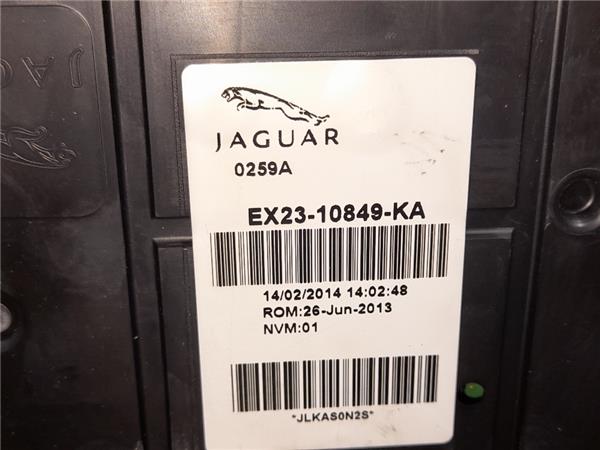 JAGUAR
0259A
EX23-10849-KA
14/02/2014 14:02:48
ROM:26-Jun-2013
NVM:01
*JLKAS0N2S*